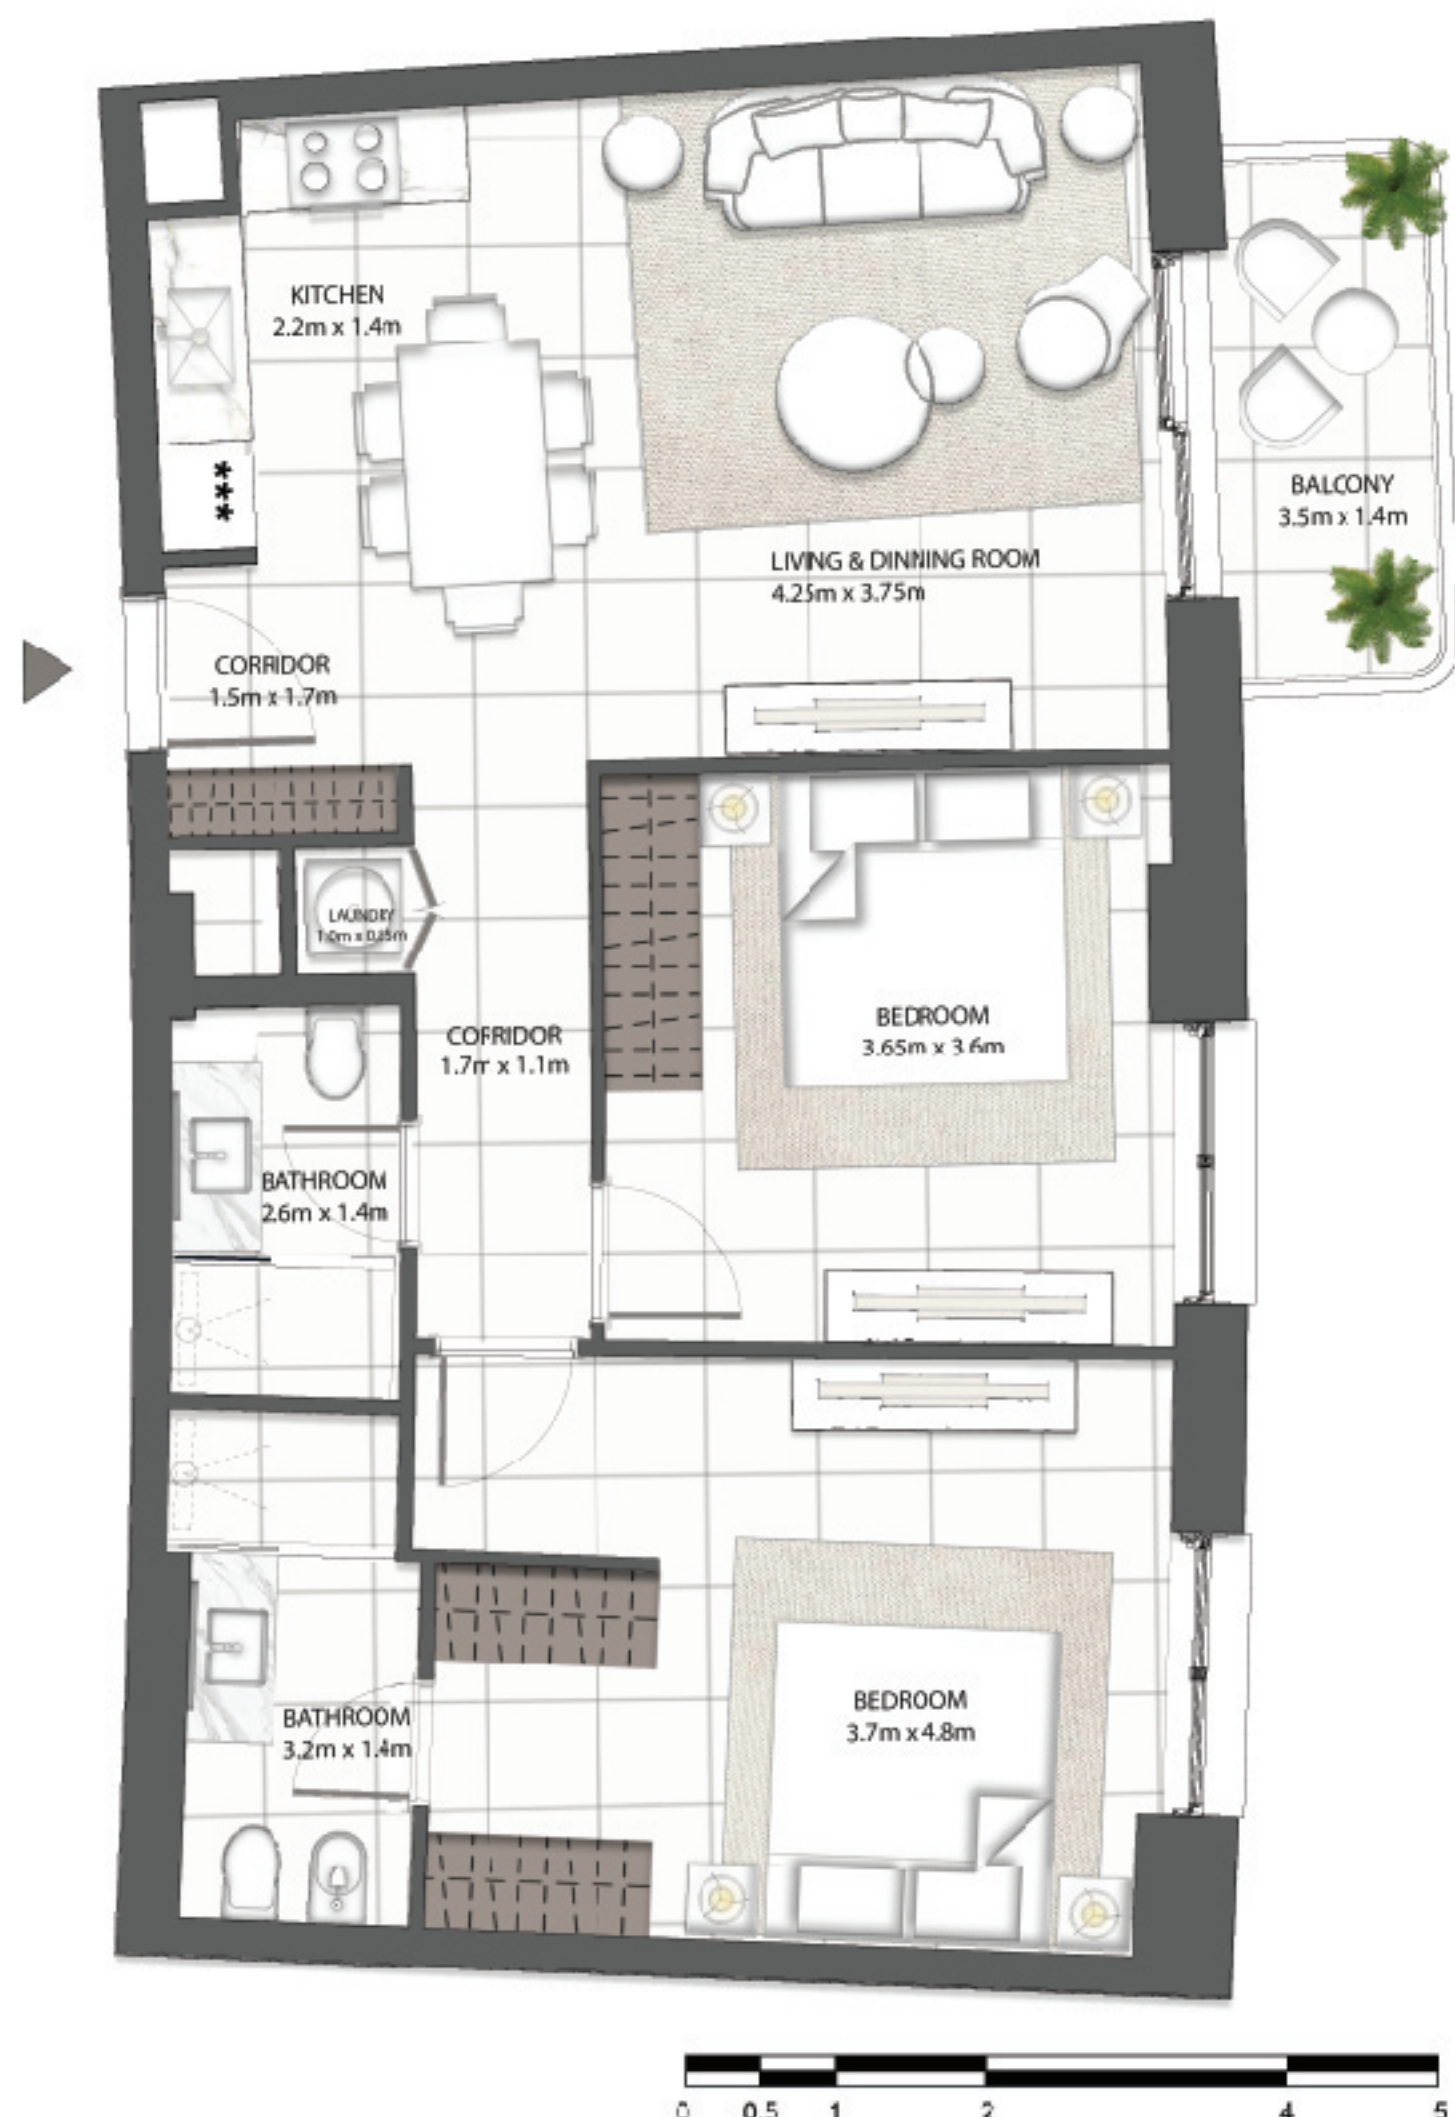 KITCHEN
2.2m x 1.4m
BALCONY
3.5m x 1.4m
LIVING & DINNING ROOM
4.25m x 3.75m
***
CORRIDOR
1.5m x 1.7m
LAUNDRY
BEDROOM
3.65m x 3.6m
CORRIDOR
1.7m x 1.1m
BATHROOM
2.6m x 1.4m
BEDROOM
3.7m x 4.8m
BATHROOM
3.2m x 1.4m
0 0.5 1 2 4 5